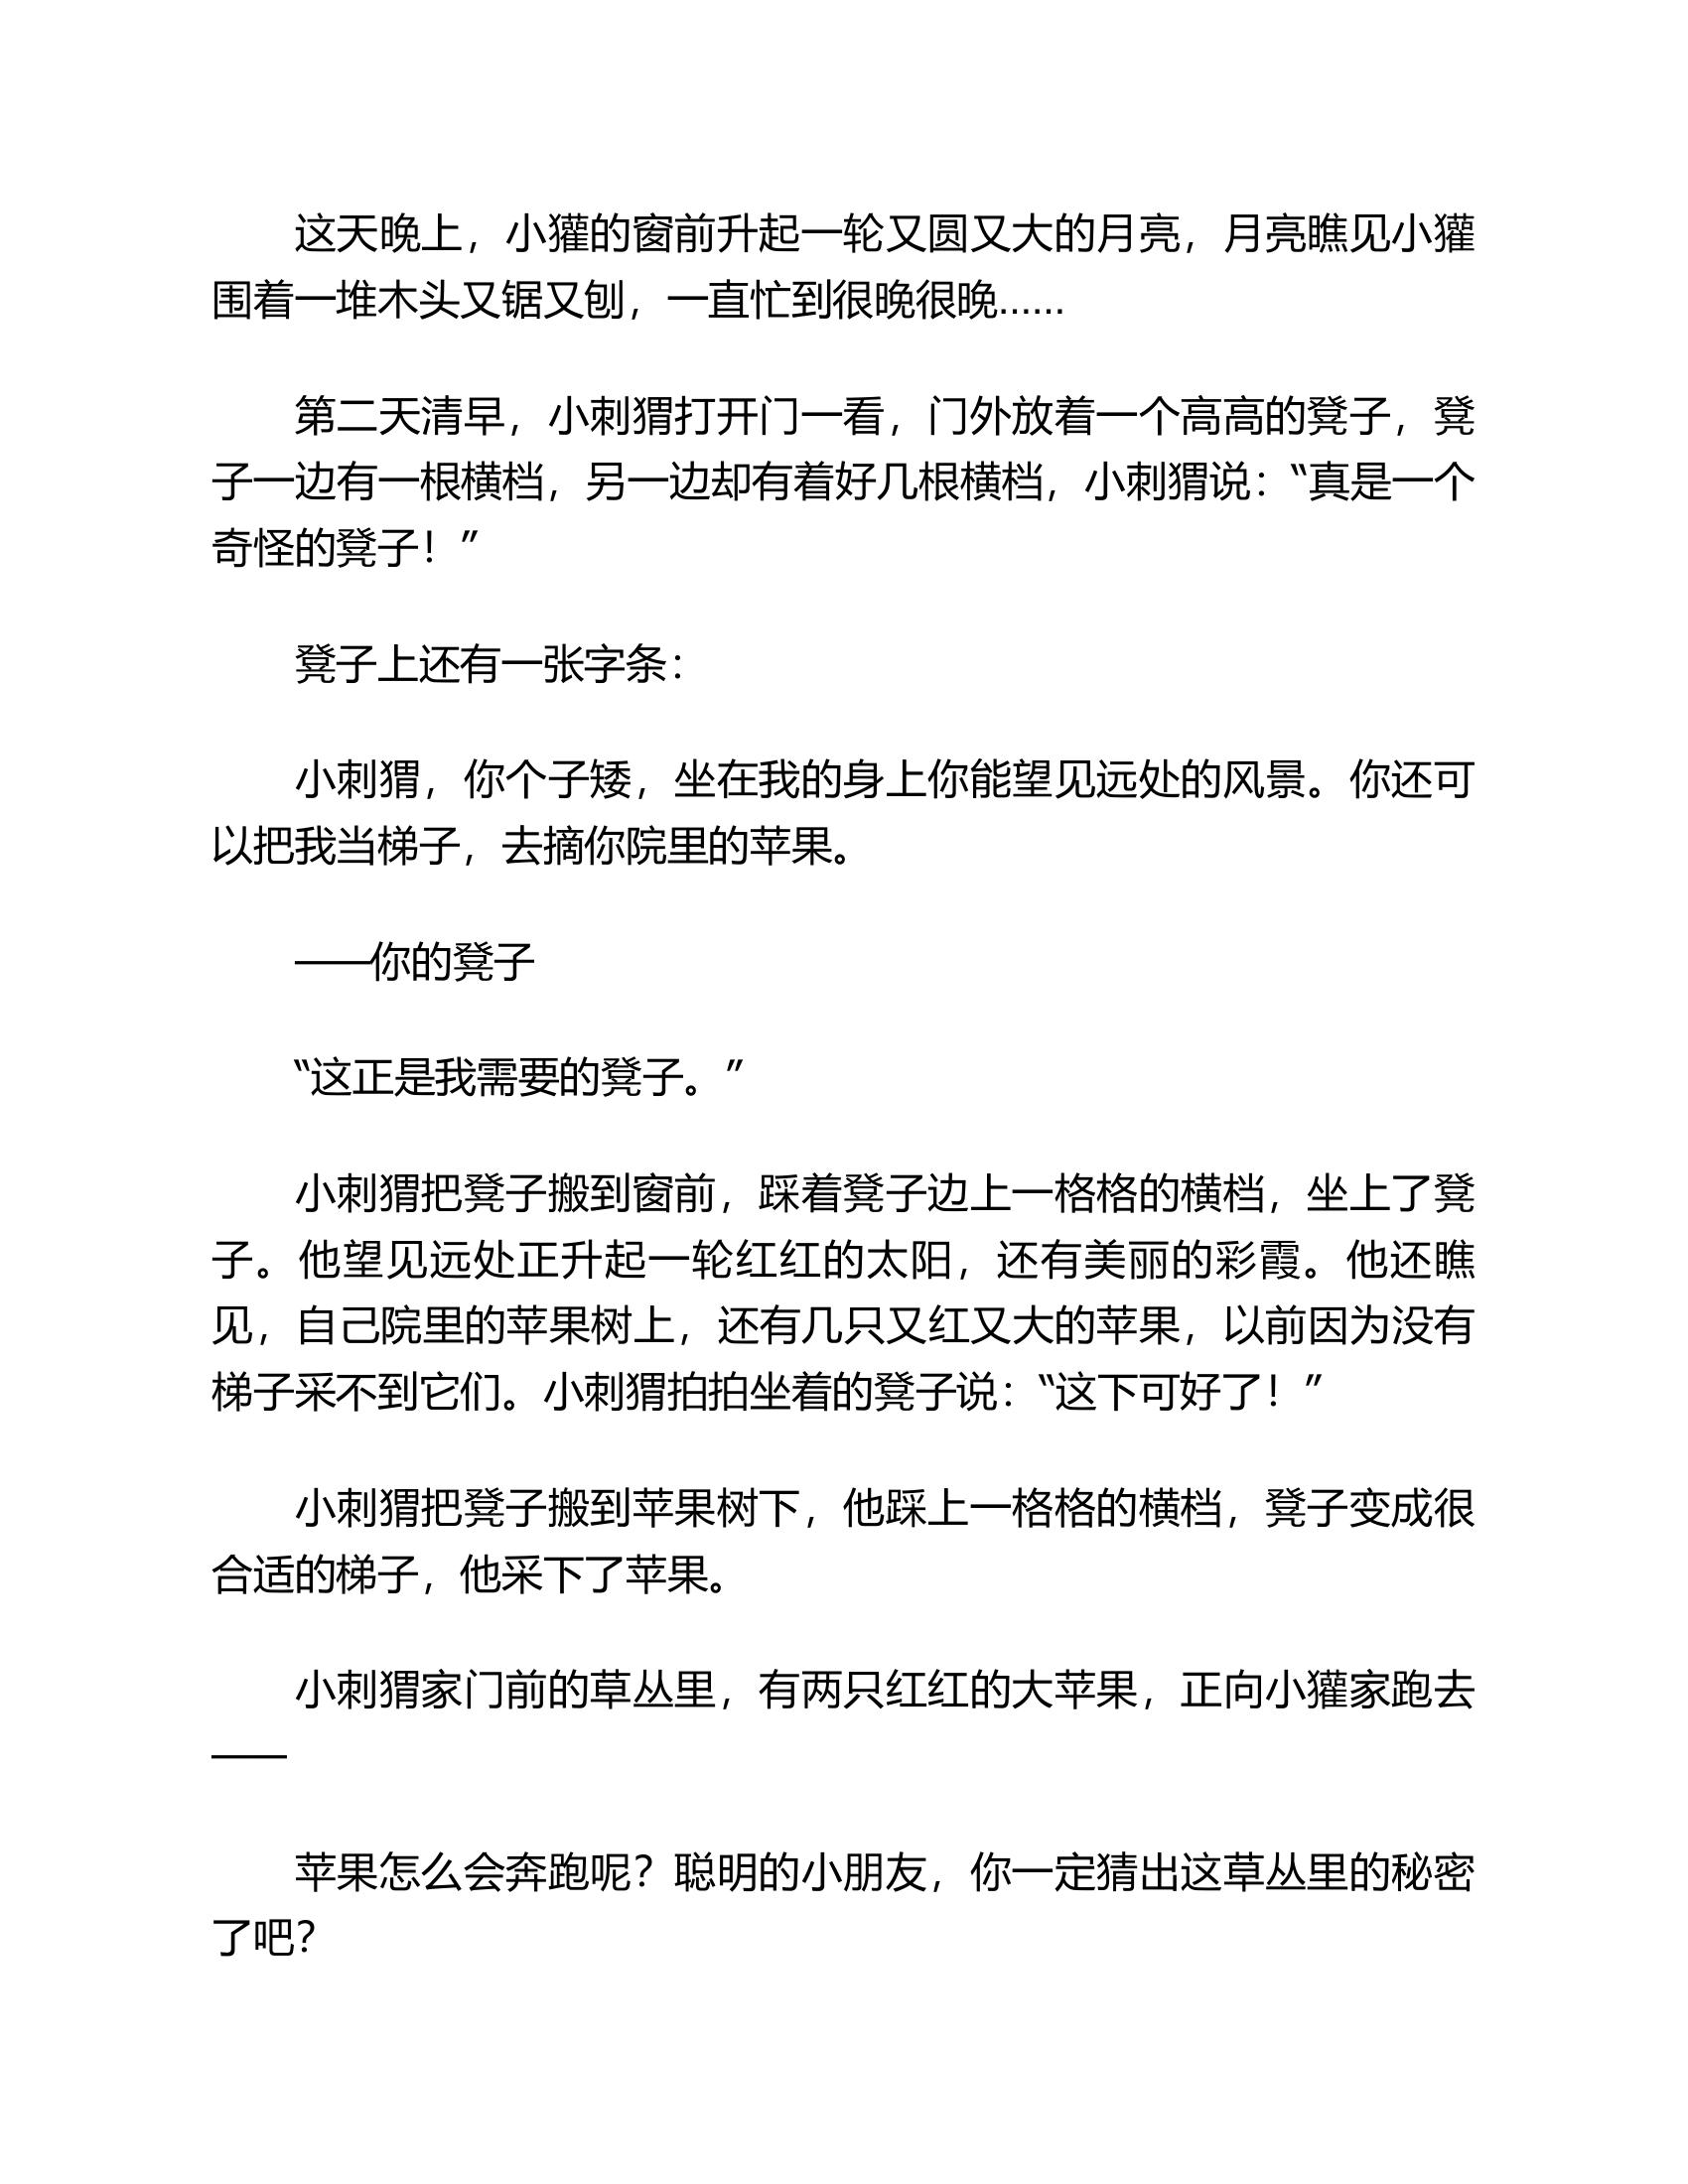 这天晚上，小獾的窗前升起一轮又圆又大的月亮，月亮瞧见小獾
围着一堆木头又锯又刨，一直忙到很晚很晚……
第二天清早，小刺猬打开门一看，门外放着一个高高的凳子，凳
子一边有一根横档，另一边却有着好几根横档，小刺猬说：“真是一个
奇怪的凳子！”
凳子上还有一张字条：
小刺猬，你个子矮，坐在我的身上你能望见远处的风景。你还可
以把我当梯子，去摘你院里的苹果。
——你的凳子
“这正是我需要的凳子。”
小刺猬把凳子搬到窗前，踩着凳子边上一格格的横档，坐上了凳
子。他望见远处正升起一轮红红的太阳，还有美丽的彩霞。他还瞧
见，自己院里的苹果树上，还有几只又红又大的苹果，以前因为没有
梯子采不到它们。小刺猬拍拍坐着的凳子说：“这下可好了！”
小刺猬把凳子搬到苹果树下，他踩上一格格的横档，凳子变成很
合适的梯子，他采下了苹果。
小刺猬家门前的草丛里，有两只红红的大苹果，正向小獾家跑去
——
苹果怎么会奔跑呢？聪明的小朋友，你一定猜出这草丛里的秘密
了吧？